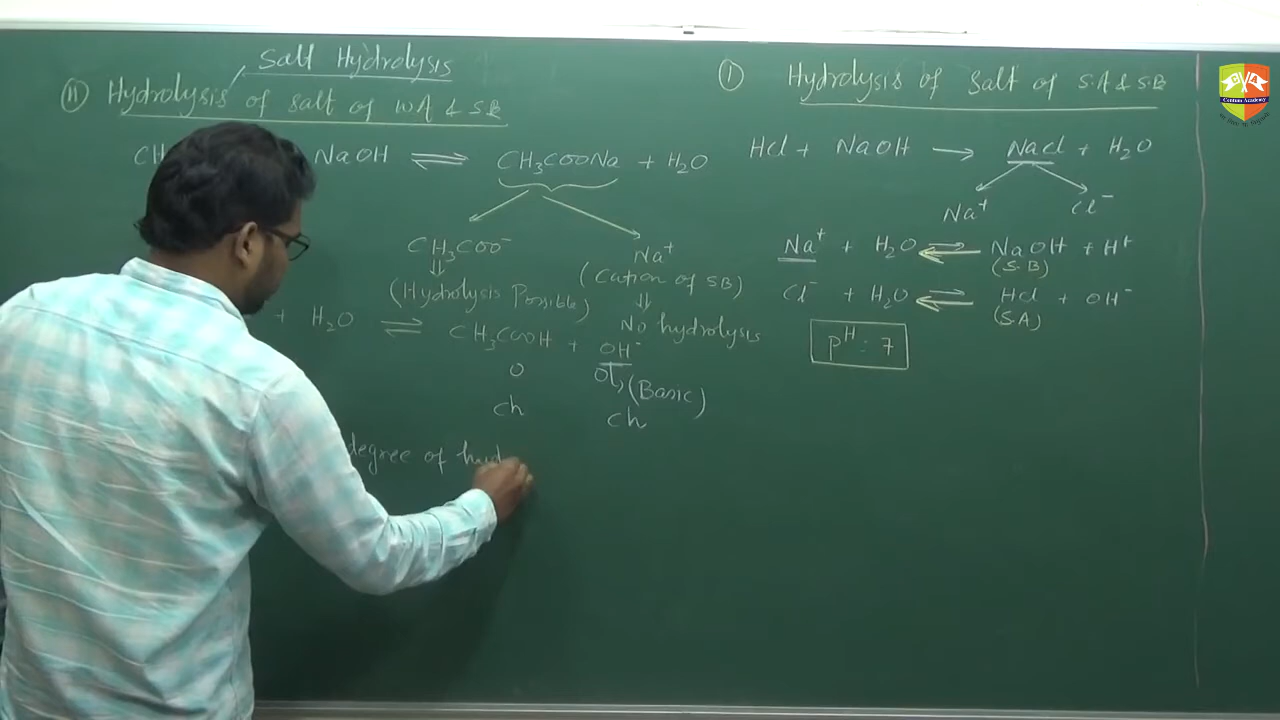 Salt Hydrolysis
II Hydrolysis of Salt of WA & S.B
CH NaOH ⇌ CH₃COONa + H₂O
CH₃COO⁻ Na⁺
(Hydrolysis Possible) (Cation of SB)
No hydrolysis
+ H₂O ⇌ CH₃COOH + OH⁻
0 (Basic)
ch ch
degree of hyd
I Hydrolysis of Salt of S.A & S.B
Hcl + NaOH → Nacl + H₂O
Na⁺ Cl⁻
Na⁺ + H₂O ⇌ NaOH + H⁺
(S.B)
Cl⁻ + H₂O ⇌ Hcl + OH⁻
(S.A)
pH = 7
Centum Academy